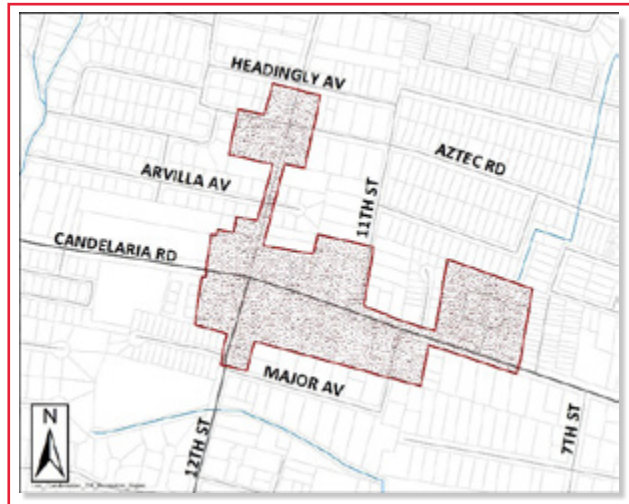 HEADINGLY AV
AZTEC RD
ARVILLA AV
11TH ST
CANDELARIA RD
MAJOR AV
12TH ST
7TH ST
N